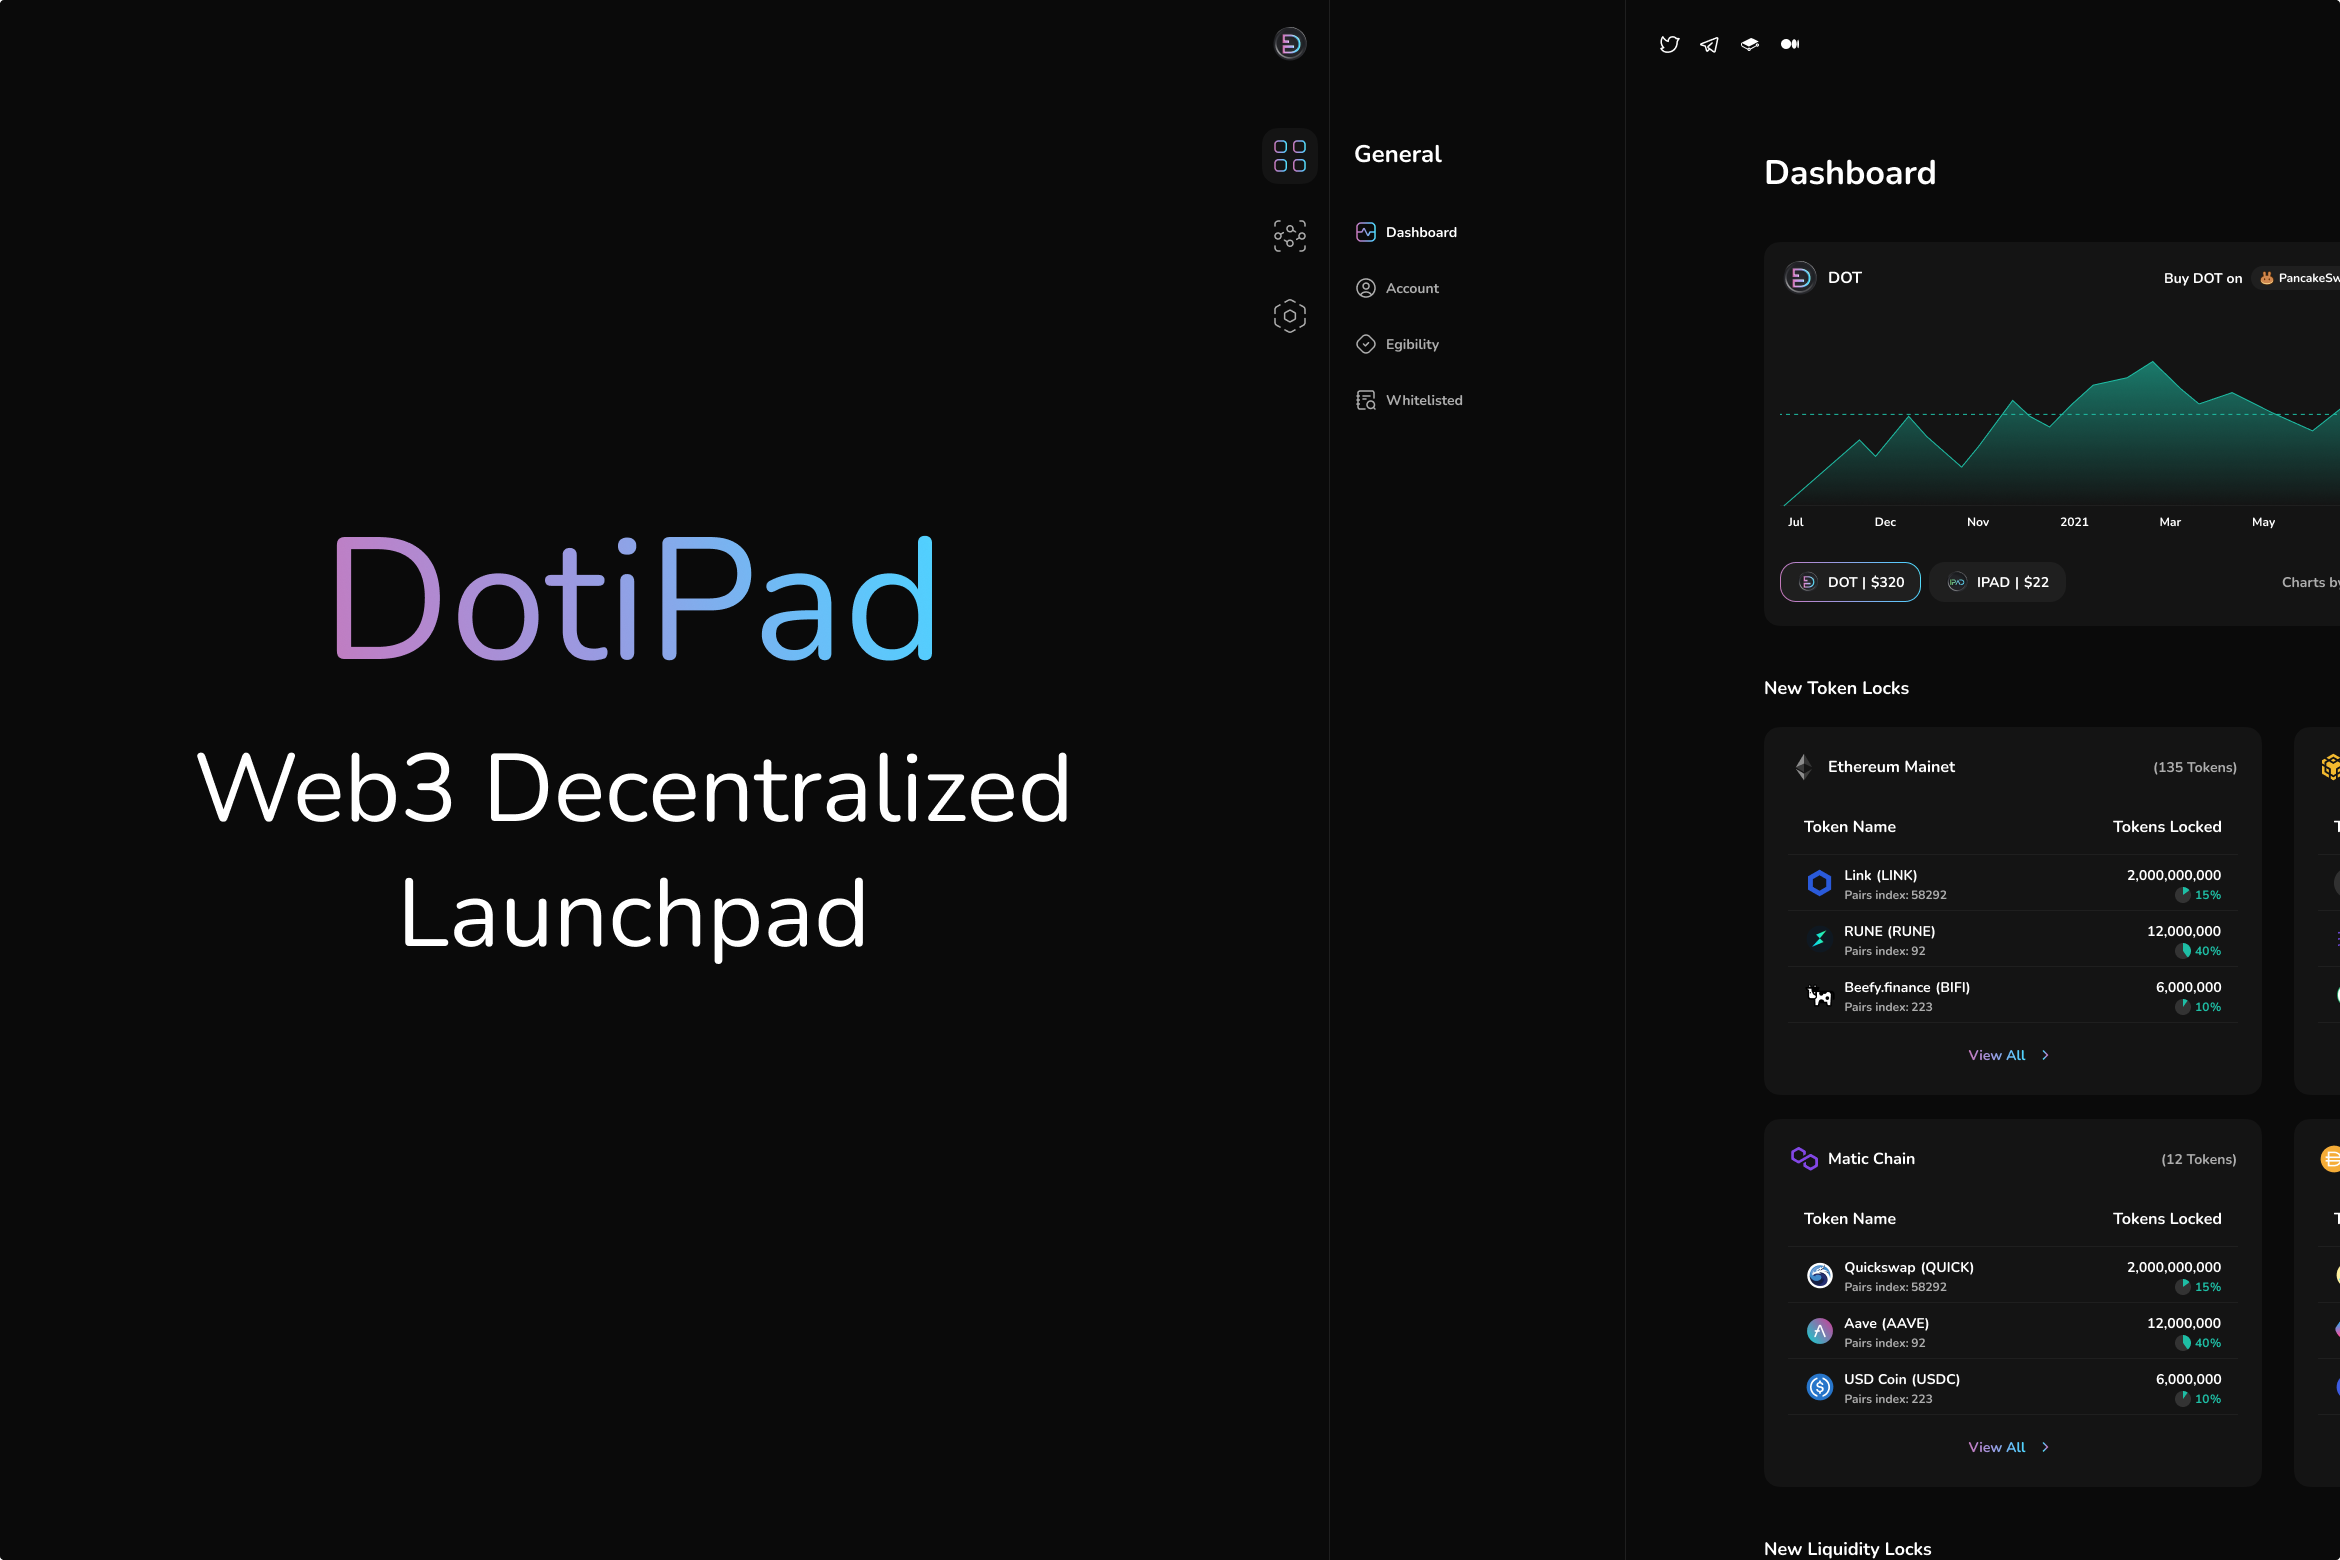 DotiPad
Web3 Decentralized
Launchpad
General
Dashboard
Account
Egibility
Whitelisted
Dashboard
DOT
Buy DOT on
PancakeSw
Jul Dec Nov 2021 Mar May
DOT | $320
IPAD | $22
Charts by
New Token Locks
Ethereum Mainet (135 Tokens)
Token Name Tokens Locked
Link (LINK) 2,000,000,000
Pairs index: 58292 15%
RUNE (RUNE) 12,000,000
Pairs index: 92 40%
Beefy.finance (BIFI) 6,000,000
Pairs index: 223 10%
View All
Matic Chain (12 Tokens)
Token Name Tokens Locked
Quickswap (QUICK) 2,000,000,000
Pairs index: 58292 15%
Aave (AAVE) 12,000,000
Pairs index: 92 40%
USD Coin (USDC) 6,000,000
Pairs index: 223 10%
View All
New Liquidity Locks